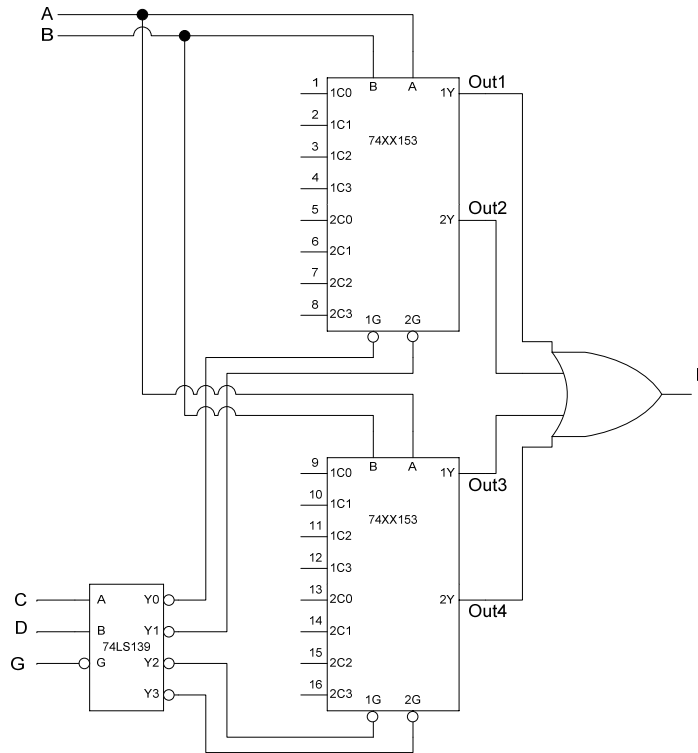 A
B
Out1
1 1C0 B A 1Y
2 1C1
74XX153
3 1C2
4 1C3
Out2
5 2C0 2Y
6 2C1
7 2C2
8 2C3
1G 2G
9 1C0 B A 1Y
Out3
10 1C1
74XX153
11 1C2
12 1C3
13 2C0 2Y
Out4
14 2C1
15 2C2
16 2C3
1G 2G
C A Y0
D B Y1
74LS139
G G Y2
Y3